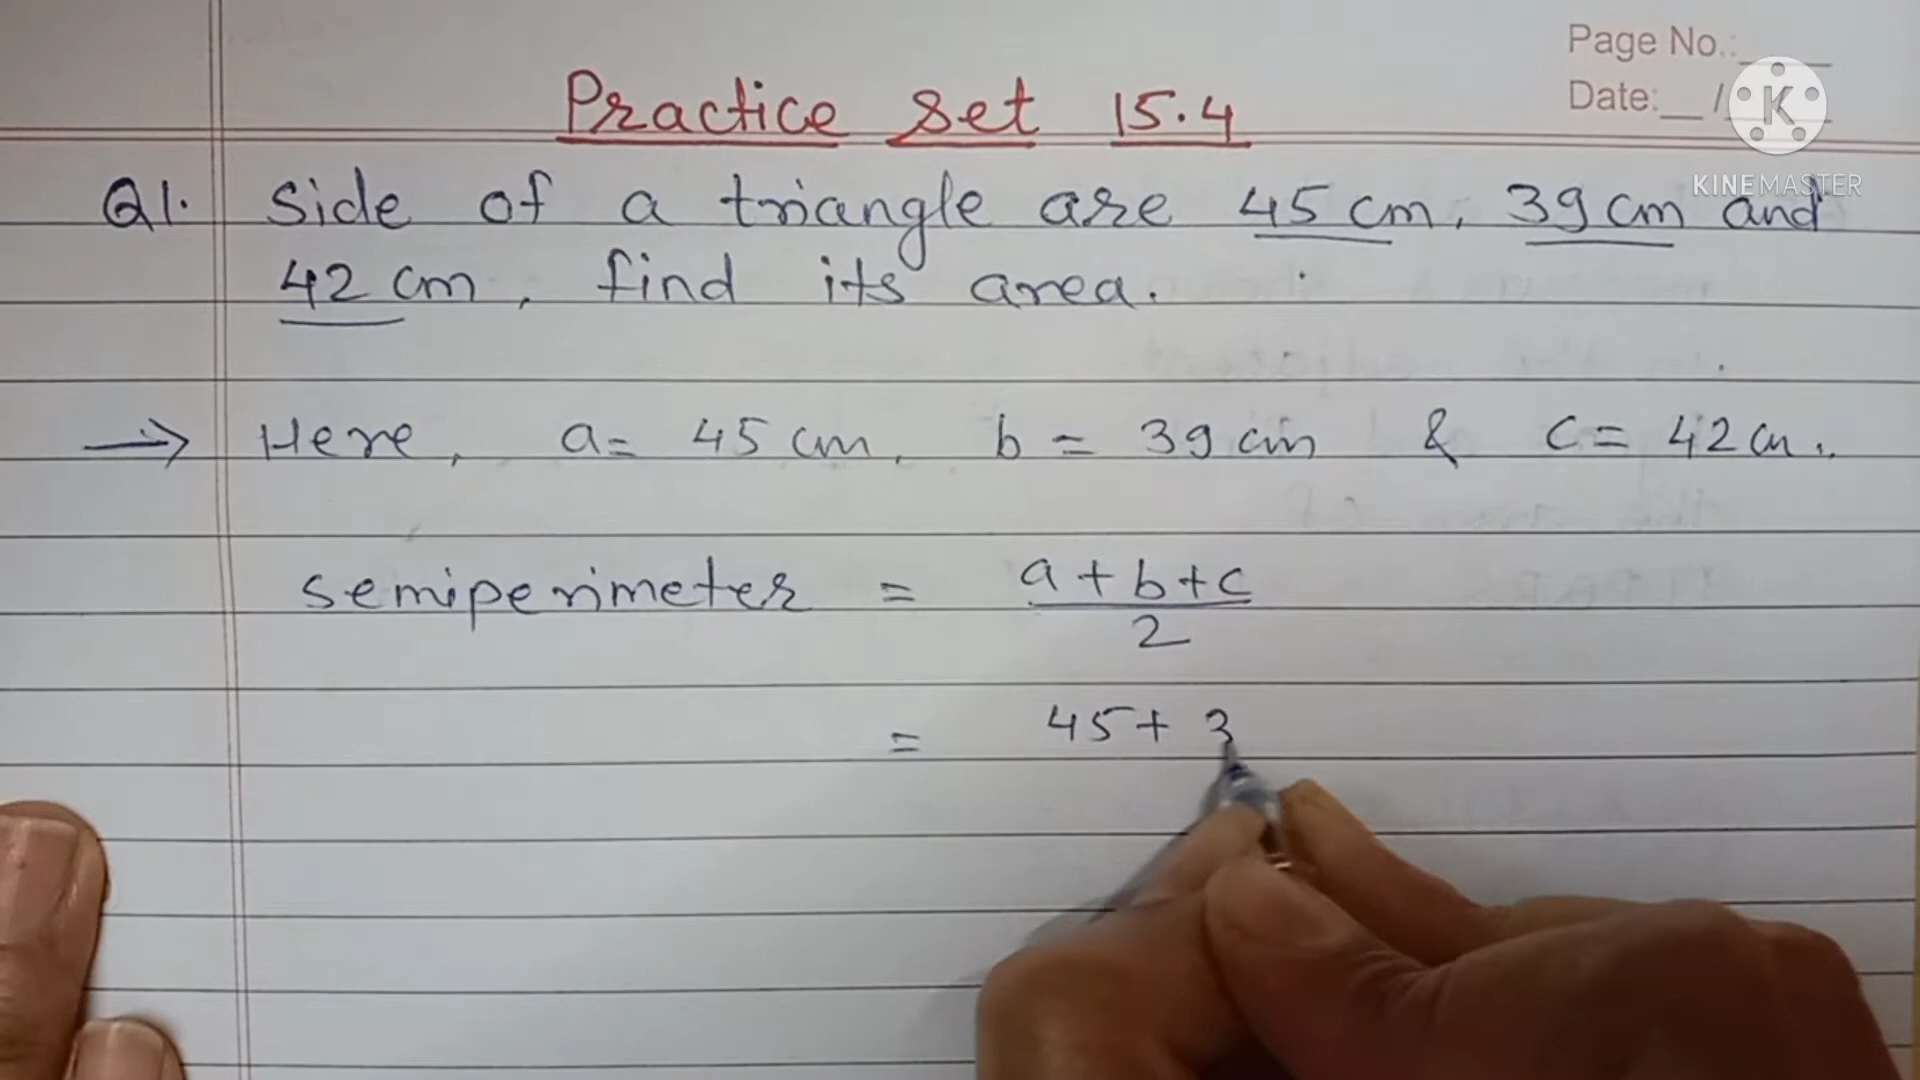 Page No.:
Date: /
K
KINEMASTER
Practice set 15.4
Q1. Side of a triangle are 45 cm, 39 cm and
42 cm, find its area.
→ Here, a= 45 cm, b = 39 cm & c = 42 cm.
semiperimeter = a+b+c
2
= 45+ 3